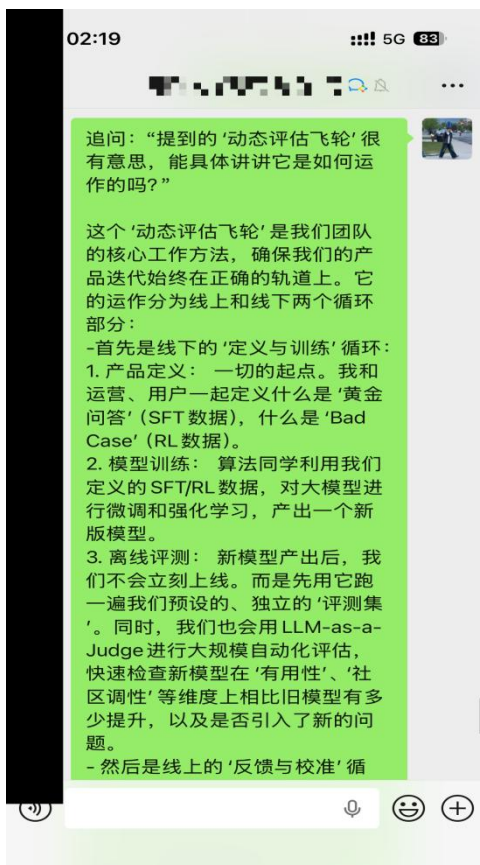 02:19
5G 83
追问：“提到的 ‘动态评估飞轮’ 很
有意思，能具体讲讲它是如何运
作的吗？”
这个 ‘动态评估飞轮’ 是我们团队
的核心工作方法，确保我们的产
品迭代始终在正确的轨道上。它
的运作分为线上和线下两个循环
部分：
-首先是线下的 ‘定义与训练’ 循环：
1. 产品定义： 一切的起点。我和
运营、用户一起定义什么是 ‘黄金
问答’（SFT 数据），什么是 ‘Bad
Case’（RL 数据）。
2. 模型训练： 算法同学利用我们
定义的 SFT/RL 数据，对大模型进
行微调和强化学习，产出一个新
版模型。
3. 离线评测： 新模型产出后，我
们不会立刻上线。而是先用它跑
一遍我们预设的、独立的 ‘评测集
’。同时，我们也会用 LLM-as-a-
Judge 进行大规模自动化评估，
快速检查新模型在 ‘有用性’、‘社
区调性’ 等维度上相比旧模型有多
少提升，以及是否引入了新的问
题。
- 然后是线上的 ‘反馈与校准’ 循